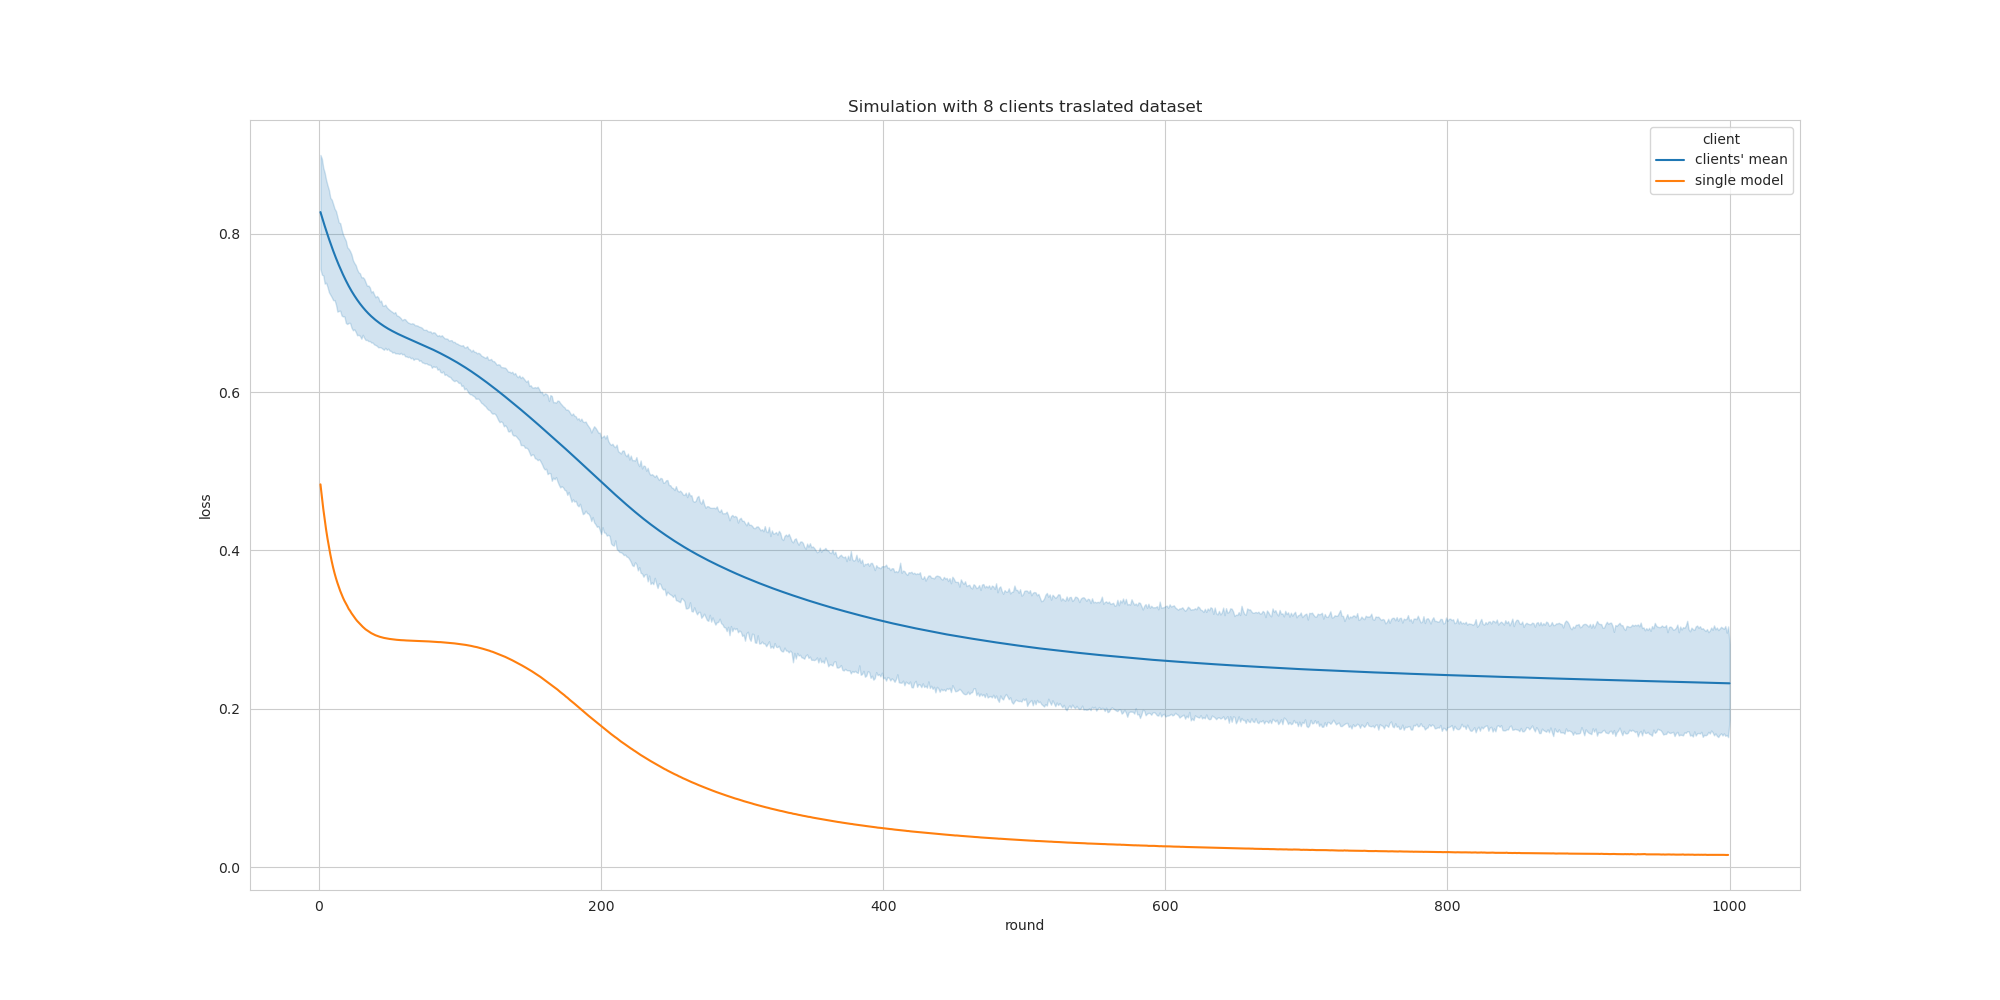 Simulation with 8 clients traslated dataset
client
clients' mean
single model
loss
0.8
0.6
0.4
0.2
0.0
0 200 400 600 800 1000
round